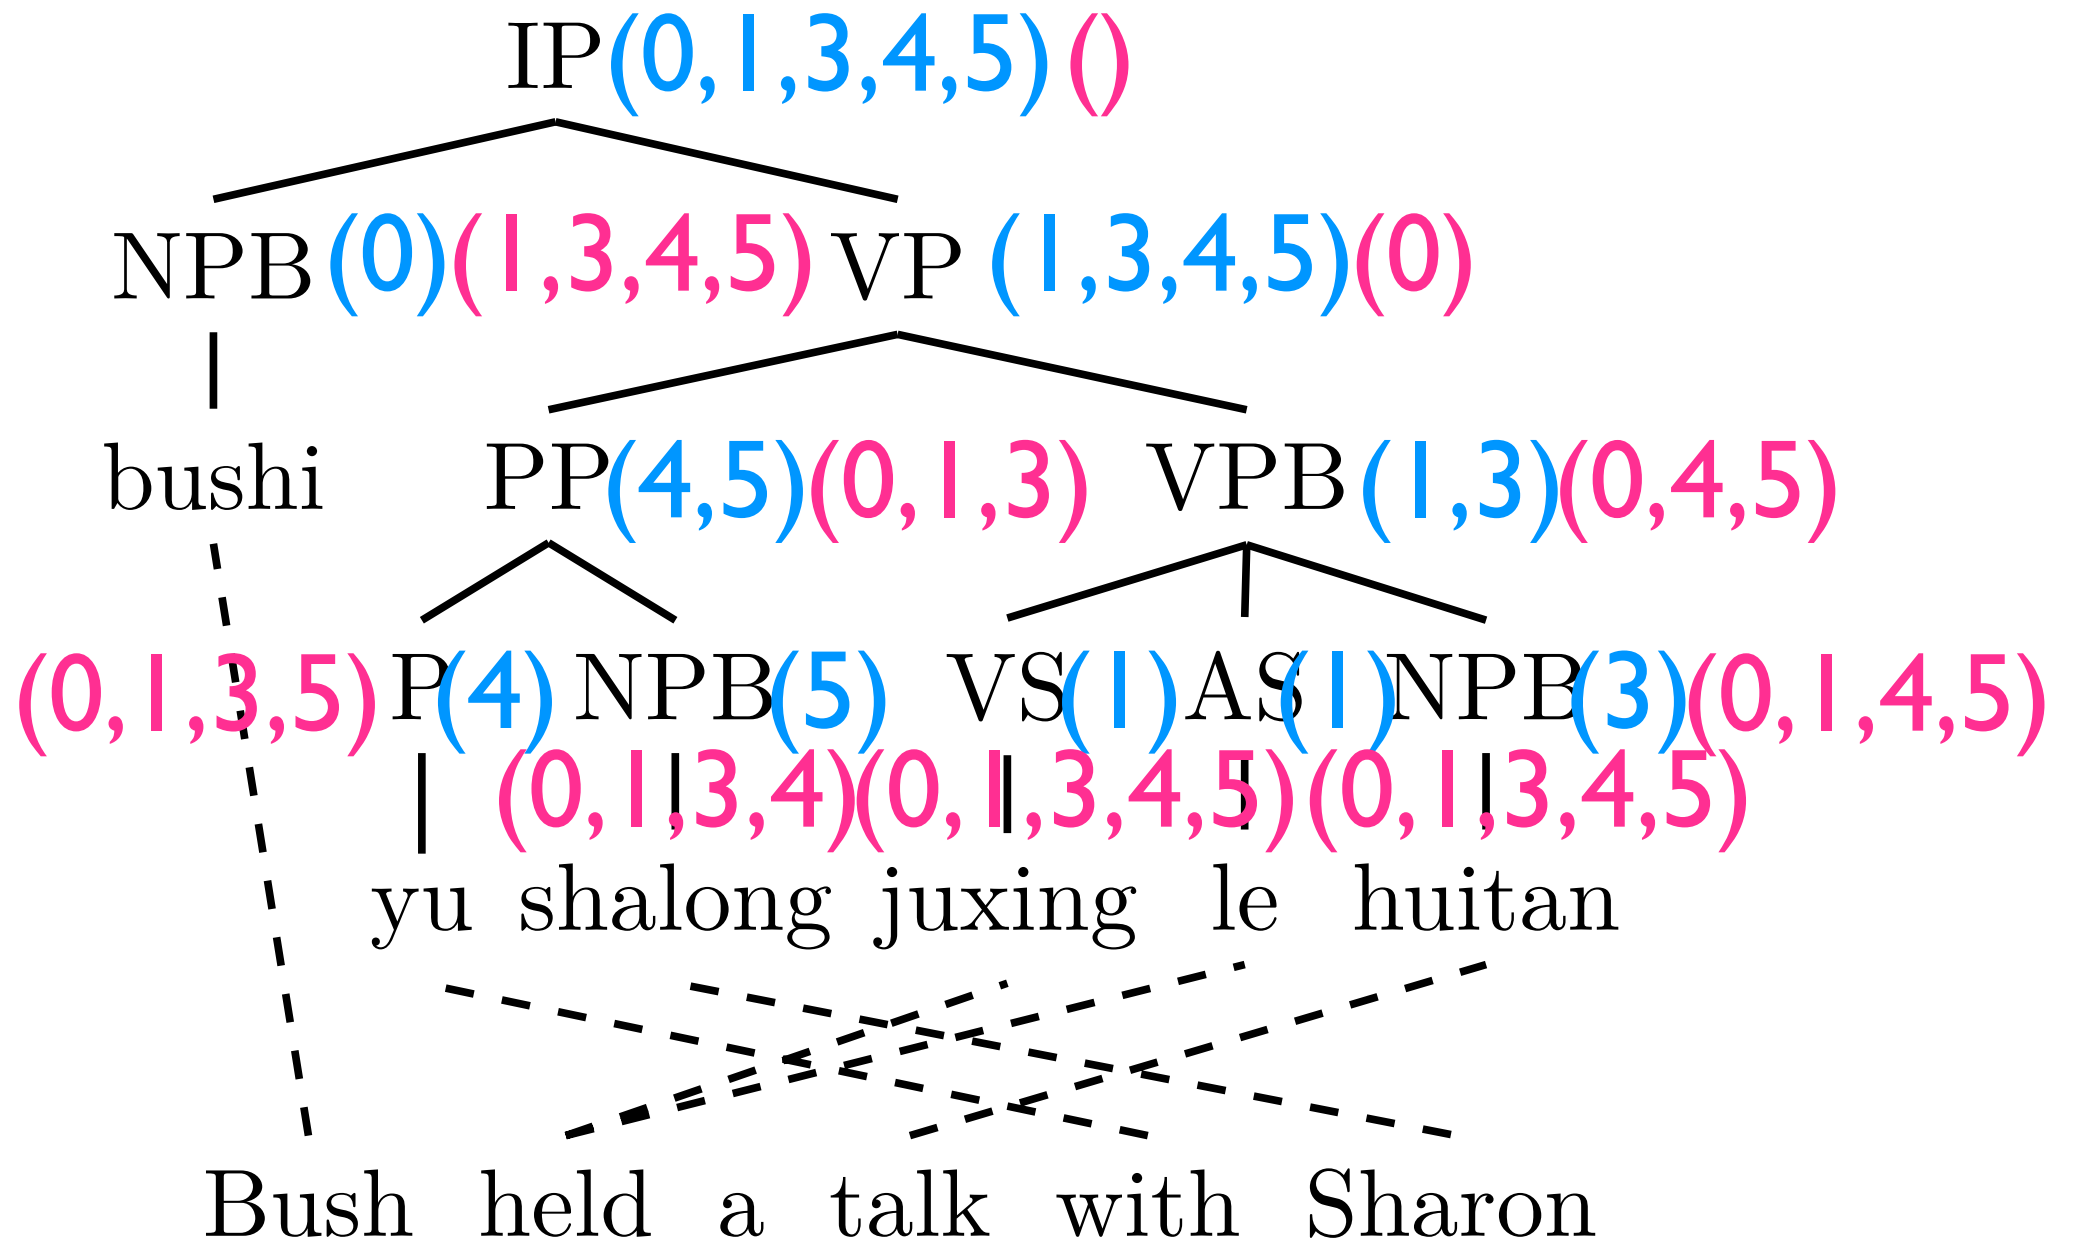 IP(0,1,3,4,5)()
NPB(0)(1,3,4,5) VP (1,3,4,5)(0)
bushi PP(4,5)(0,1,3) VPB(1,3)(0,4,5)
(0,1,3,5) P(4) NPB(5) VS(1) AS(1) NPB(3)(0,1,4,5)
(0,1,3,4)(0,1,3,4,5)(0,1,3,4,5)
yu shalong juxing le huitan
Bush held a talk with Sharon